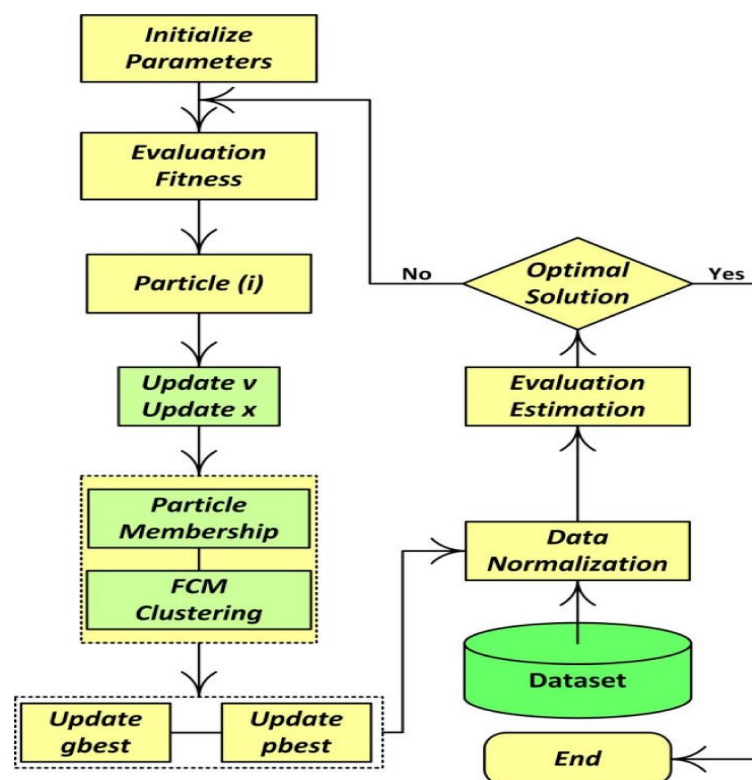 Initialize
Parameters
Evaluation
Fitness
Particle (i)
Update v
Update x
Particle
Membership
FCM
Clustering
Update
gbest
Update
pbest
No
Optimal
Solution
Yes
Evaluation
Estimation
Data
Normalization
Dataset
End